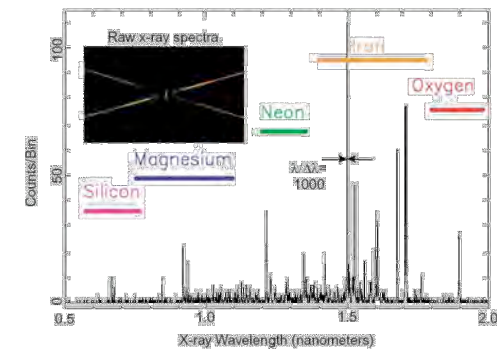 Raw x-ray spectra
Iron
Oxygen
Neon
Magnesium
Silicon
λ/Δλ=
1000
Counts/Bin
100
50
0
0.5
1.0
1.5
2.0
X-ray Wavelength (nanometers)